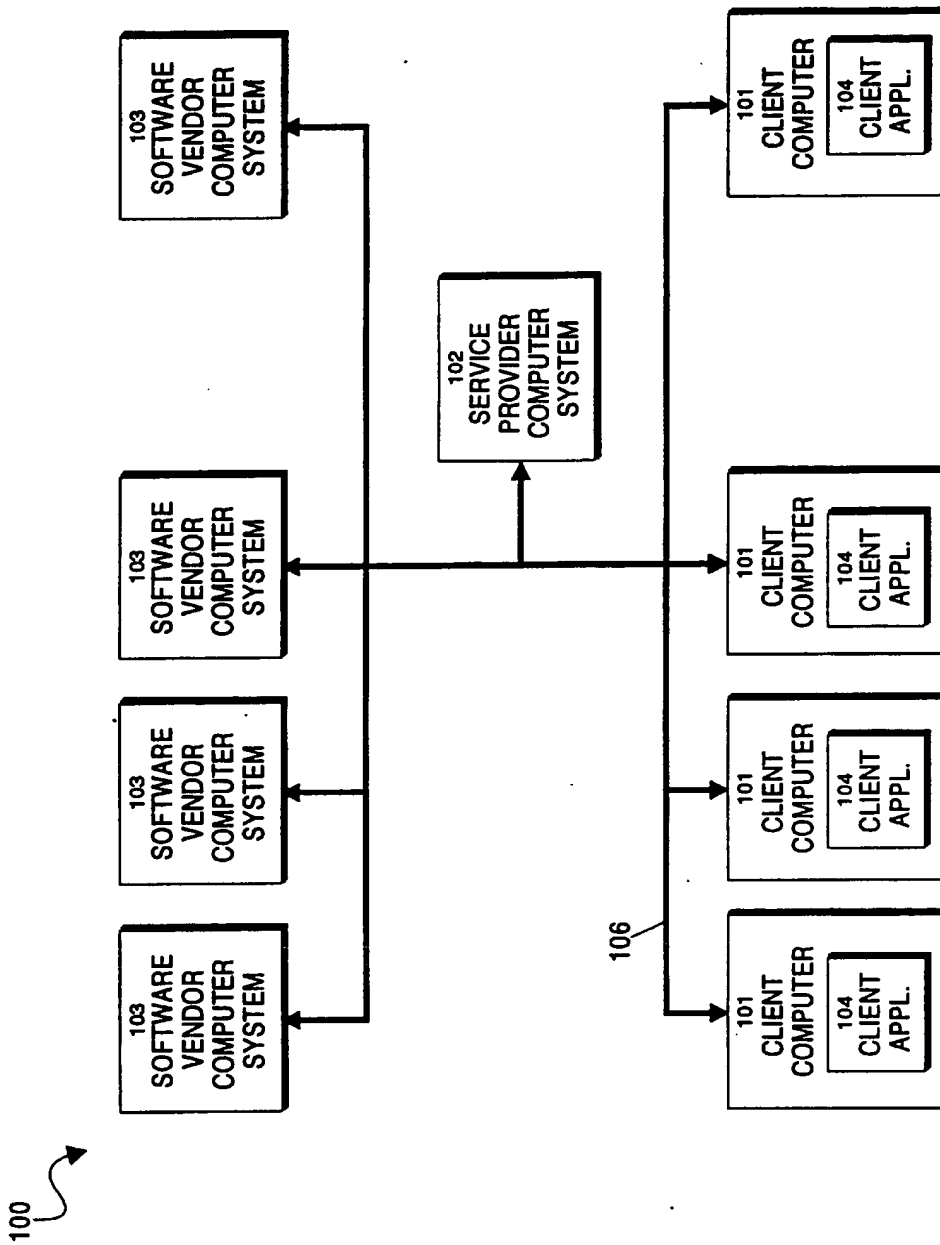 100
103
SOFTWARE
VENDOR
COMPUTER
SYSTEM
103
SOFTWARE
VENDOR
COMPUTER
SYSTEM
103
SOFTWARE
VENDOR
COMPUTER
SYSTEM
103
SOFTWARE
VENDOR
COMPUTER
SYSTEM
102
SERVICE
PROVIDER
COMPUTER
SYSTEM
106
101
CLIENT
COMPUTER
104
CLIENT
APPL.
101
CLIENT
COMPUTER
104
CLIENT
APPL.
101
CLIENT
COMPUTER
104
CLIENT
APPL.
101
CLIENT
COMPUTER
104
CLIENT
APPL.